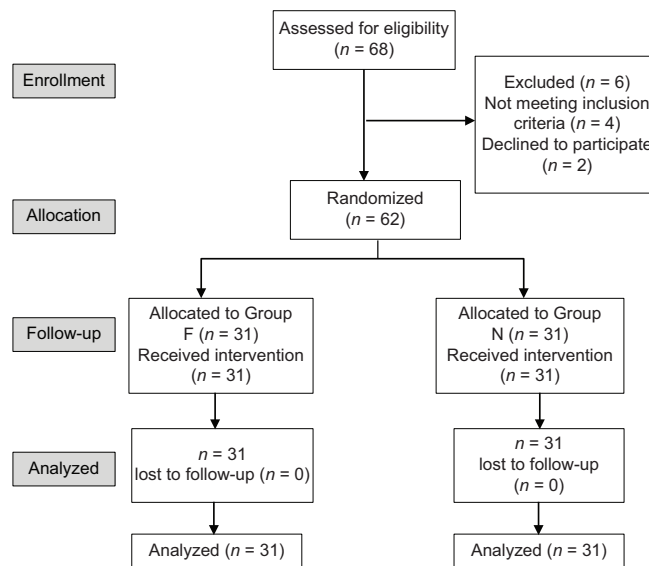 Assessed for eligibility
(n = 68)
Enrollment
Excluded (n = 6)
Not meeting inclusion
criteria (n = 4)
Declined to participate
(n = 2)
Randomized
(n = 62)
Allocation
Allocated to Group
F (n = 31)
Received intervention
(n = 31)
Allocated to Group
N (n = 31)
Received intervention
(n = 31)
Follow-up
n = 31
lost to follow-up (n = 0)
n = 31
lost to follow-up
(n = 0)
Analyzed
Analyzed (n = 31)
Analyzed (n = 31)